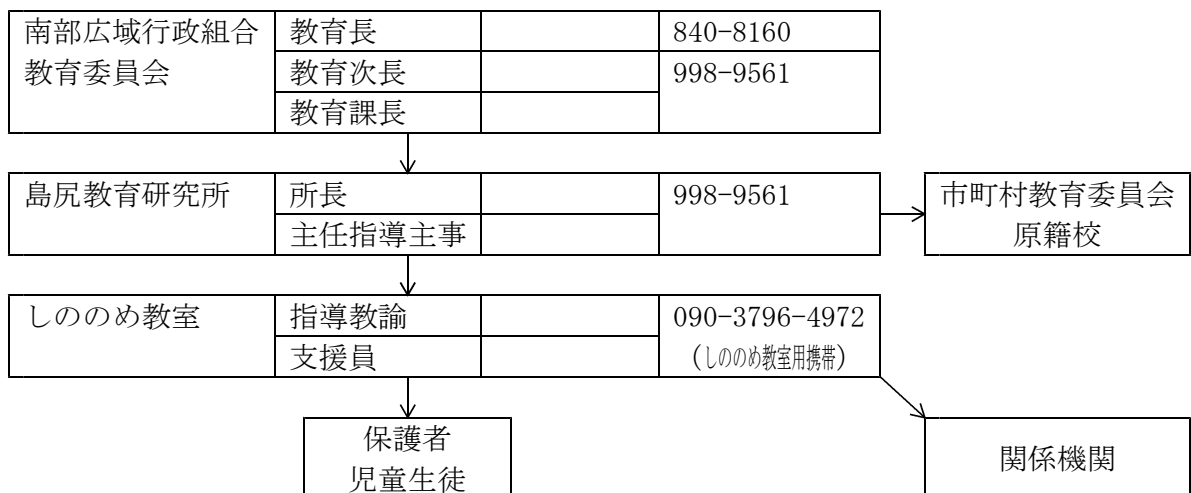 南部広域行政組合 教育長 840-8160
教育委員会 教育次長 998-9561
教育課長
島尻教育研究所 所長 998-9561
主任指導主事
市町村教育委員会
原籍校
しののめ教室 指導教諭 090-3796-4972
支援員 (しののめ教室用携帯)
保護者
児童生徒
関係機関